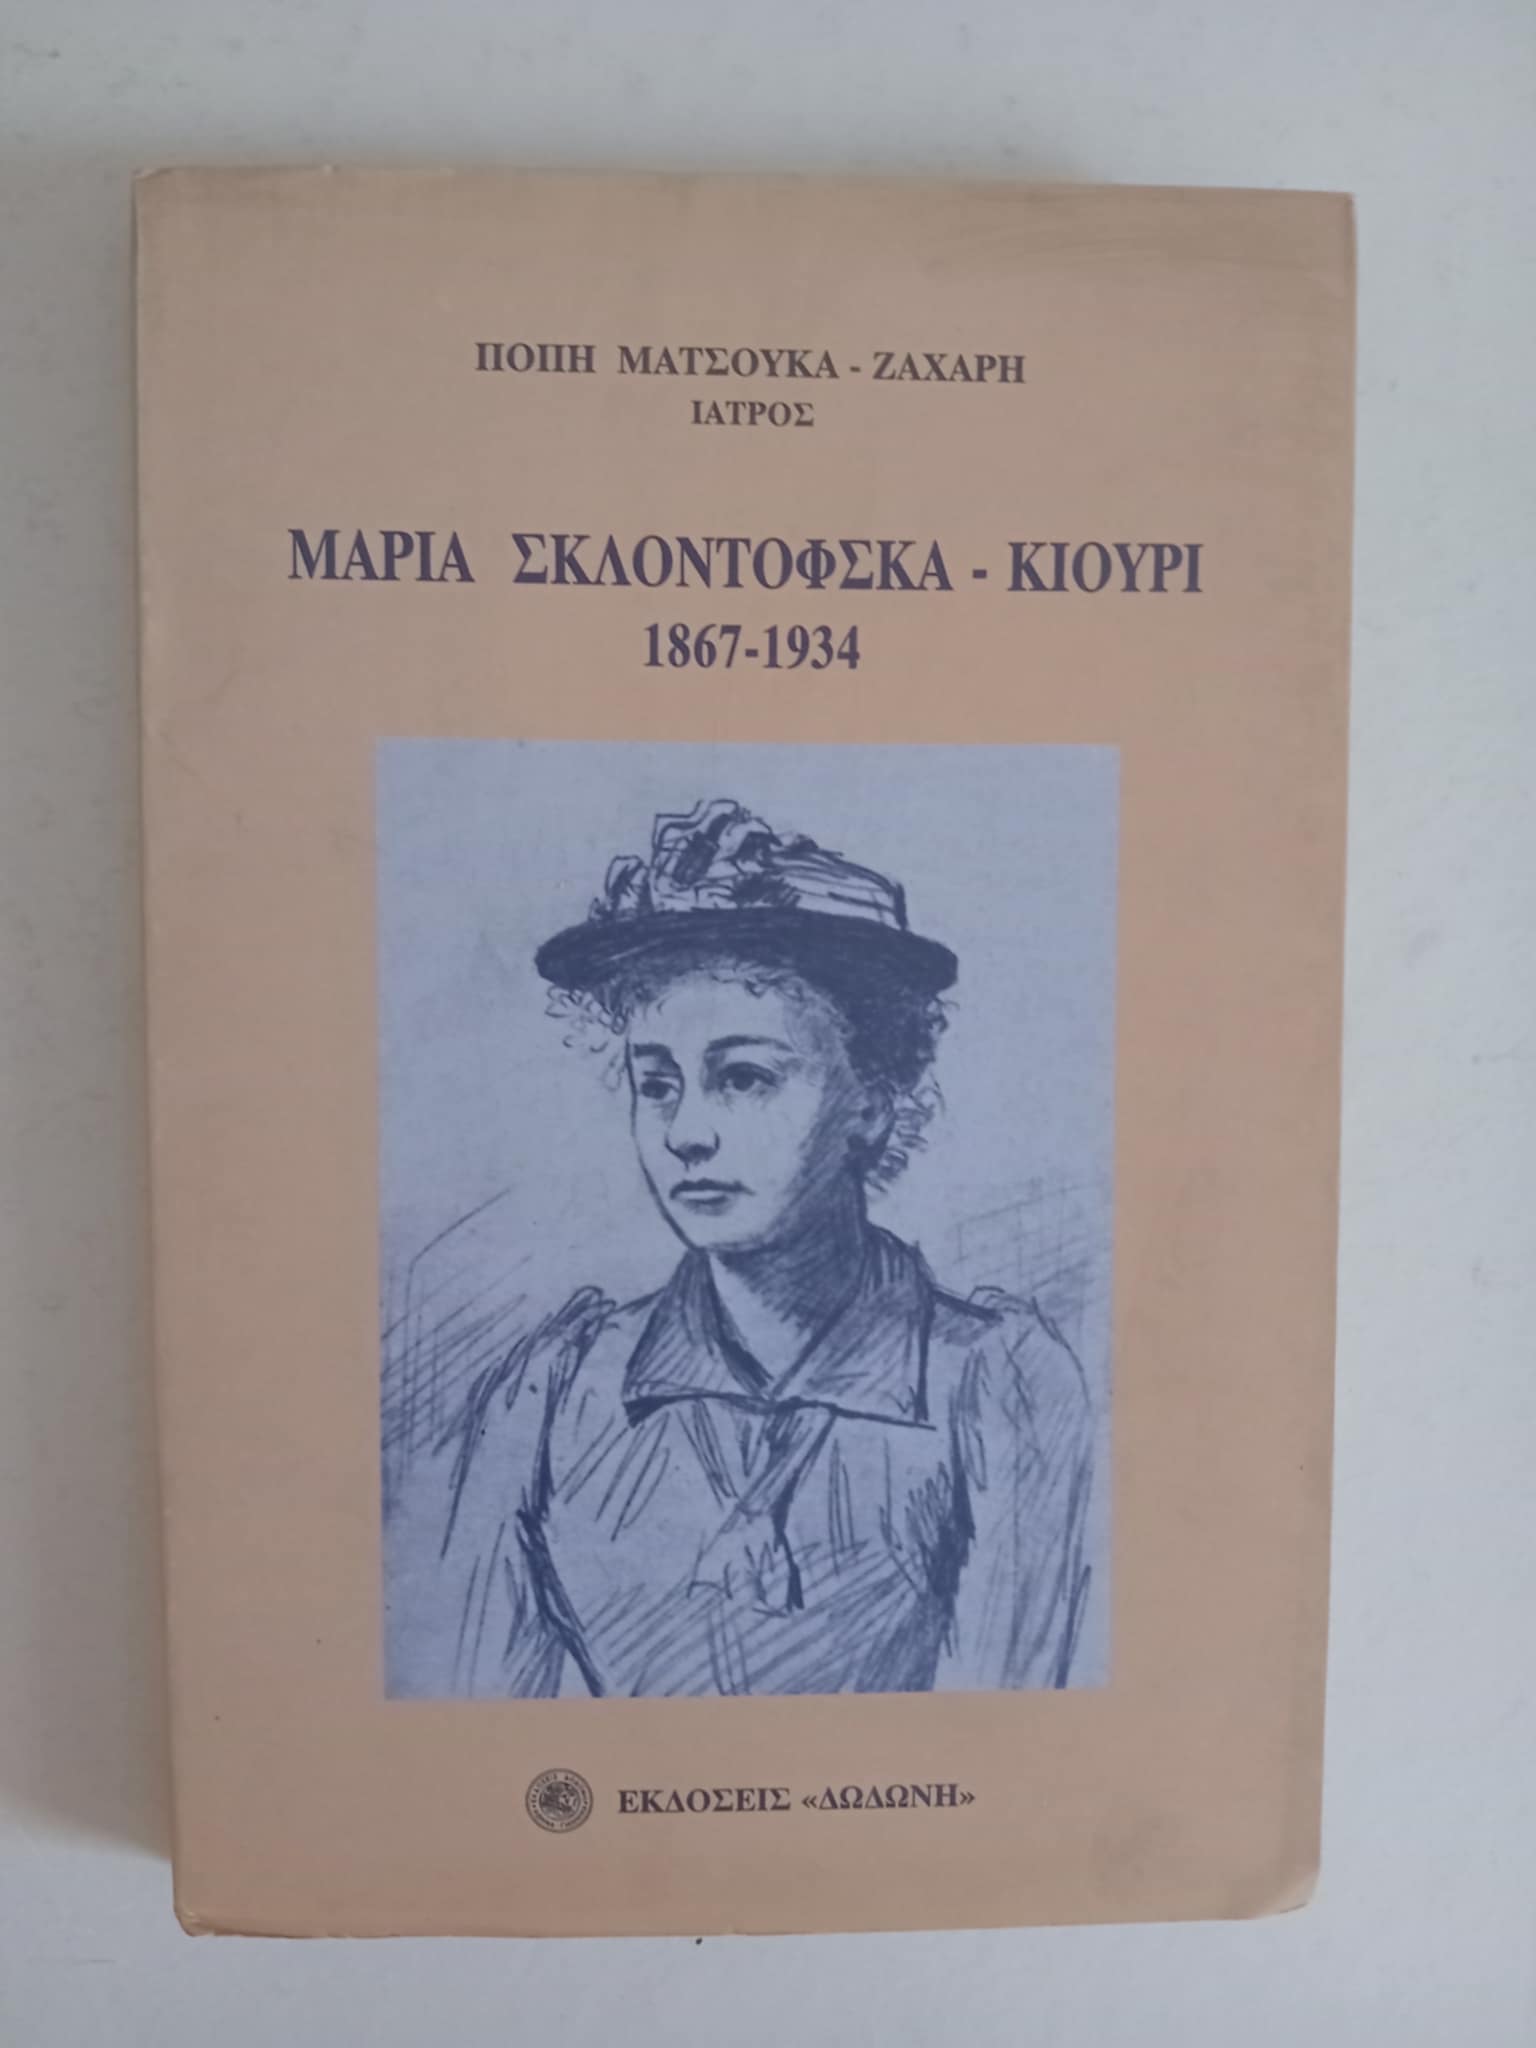 ΠΟΠΗ ΜΑΤΣΟΥΚΑ - ΖΑΧΑΡΗ
ΙΑΤΡΟΣ
ΜΑΡΙΑ ΣΚΛΟΝΤΟΦΣΚΑ - ΚΙΟΥΡΙ
1867-1934
ΕΚΔΟΣΕΙΣ «ΔΩΔΩΝΗ»